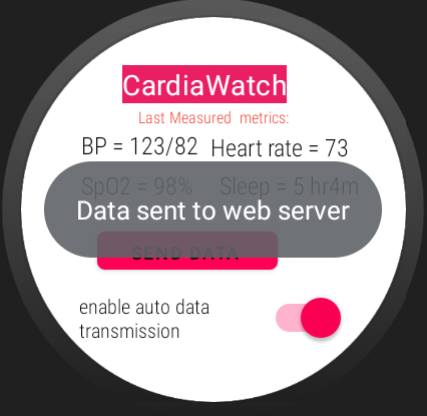 CardiaWatch
Last Measured metrics:
BP = 123/82 Heart rate = 73
SpO2 = 98% Sleep = 5 hr4m
Data sent to web server
SEND DATA
enable auto data
transmission